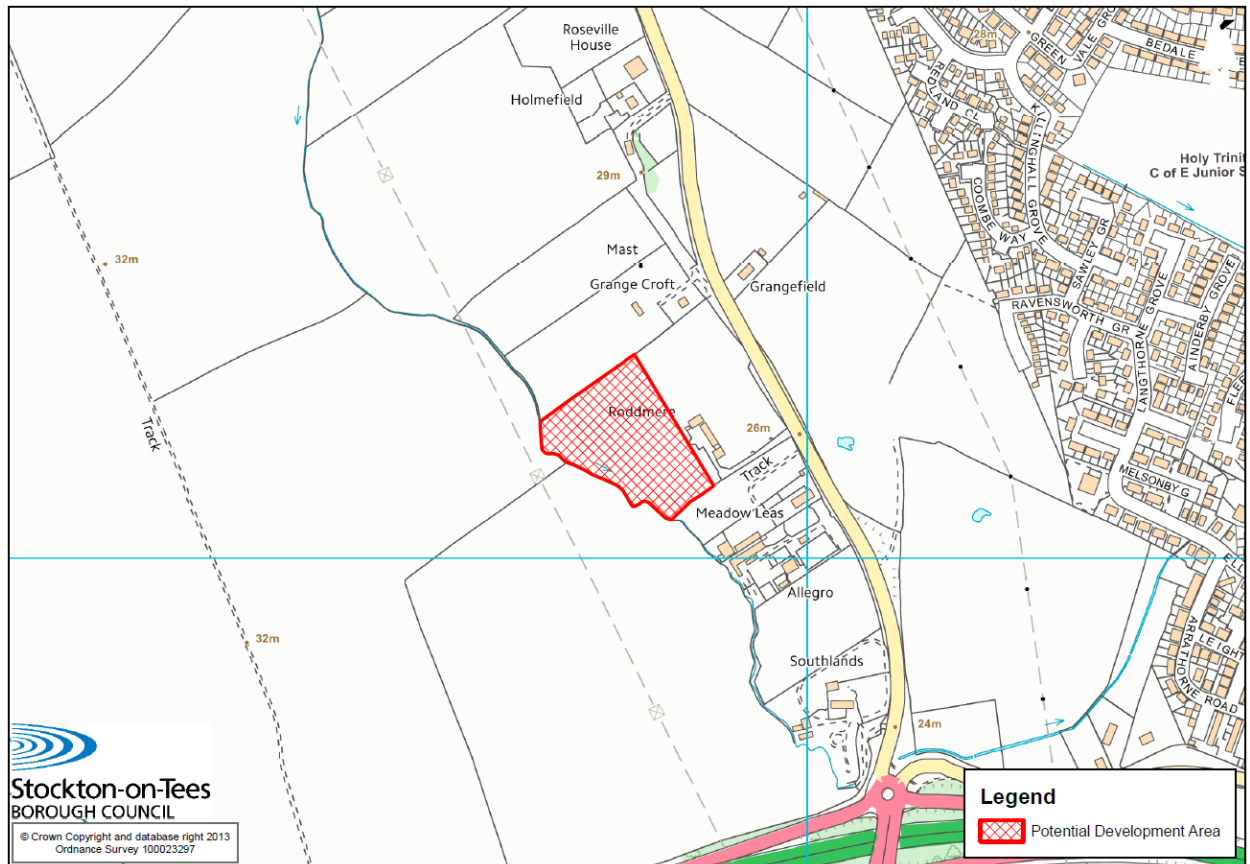 Roseville
House
Holmefield
29m
Mast
Grange Croft
Grangefield
32m
Track
Roddmere
26m
Track
Meadow Leas
Allegro
Southlands
32m
24m
28m
GREEN
VALE
BEDALE
REDLAND CL
KILLINGHALL GROVE
Holy Trinit
C of E Junior S
COOMBE WAY
SAWLEY GR
RAVENSWORTH GR
LANGTHORNE GROVE
AINDERBY GROVE
MELSONBY G
ARRATHORNE ROAD
LEIGHT
Stockton-on-Tees
BOROUGH COUNCIL
© Crown Copyright and database right 2013
Ordnance Survey 100023297
Legend
Potential Development Area